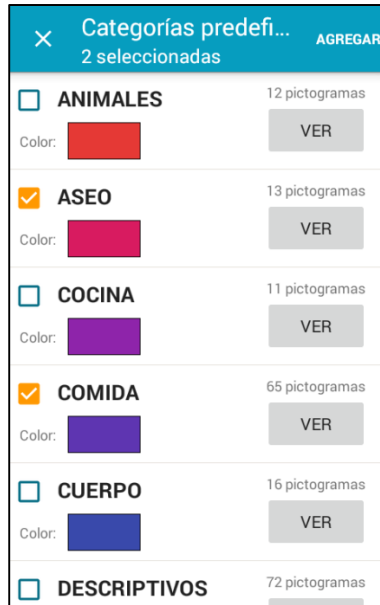 Categorías predefi...
2 seleccionadas
AGREGAR
ANIMALES
12 pictogramas
Color:
VER
ASEO
13 pictogramas
Color:
VER
COCINA
11 pictogramas
Color:
VER
COMIDA
65 pictogramas
Color:
VER
CUERPO
16 pictogramas
Color:
VER
DESCRIPTIVOS
72 pictogramas